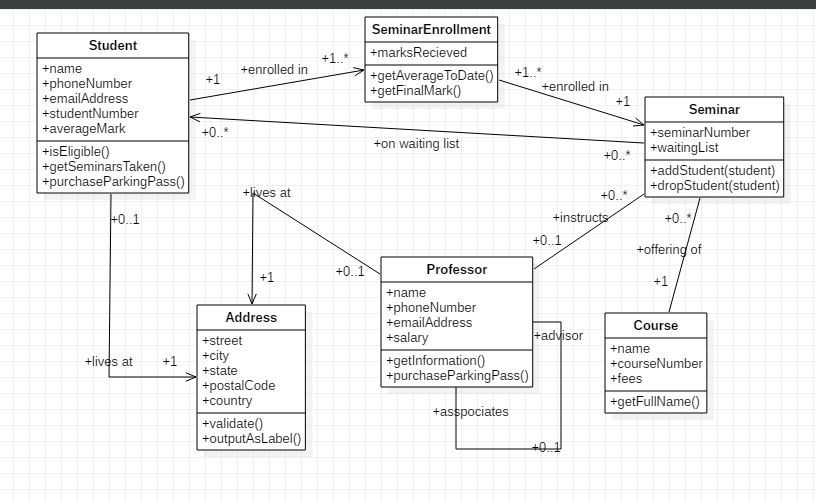 Student
+name
+phoneNumber
+emailAddress
+studentNumber
+averageMark
+isEligible()
+getSeminarsTaken()
+purchaseParkingPass()
+1
+enrolled in
+1..*
SeminarEnrollment
+marksRecieved
+getAverageToDate()
+getFinalMark()
+1..*
+enrolled in
+1
Seminar
+seminarNumber
+waitingList
+addStudent(student)
+dropStudent(student)
+0..*
+on waiting list
+0..*
+0..*
+instructs
+0..1
+0..*
+offering of
+1
+lives at
+0..1
+1
+0..1
+lives at
+1
Address
+street
+city
+state
+postalCode
+country
+validate()
+outputAsLabel()
Professor
+name
+phoneNumber
+emailAddress
+salary
+getInformation()
+purchaseParkingPass()
+advisor
+asspociates
+0..1
Course
+name
+courseNumber
+fees
+getFullName()